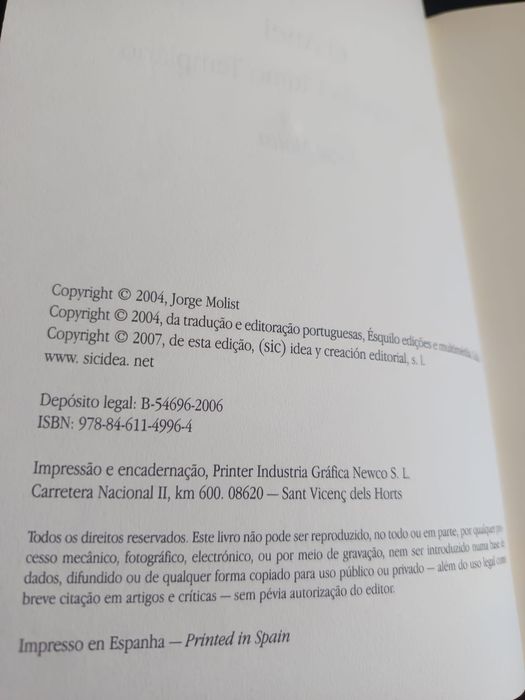 Copyright © 2004, Jorge Molist
Copyright © 2004, da tradução e editoração portuguesas, Ésquilo edições e multimédia
Copyright © 2007, de esta edição, (sic) idea y creación editorial, s. l.
www. sicidea. net
Depósito legal: B-54696-2006
ISBN: 978-84-611-4996-4
Impressão e encadernação, Printer Industria Gráfica Newco S. L.
Carretera Nacional II, km 600. 08620 — Sant Vicenç dels Horts
Todos os direitos reservados. Este livro não pode ser reproduzido, no todo ou em parte, por qualquer pro-
cesso mecânico, fotográfico, electrónico, ou por meio de gravação, nem ser introduzido numa base de
dados, difundido ou de qualquer forma copiado para uso público ou privado — além do uso legal com
breve citação em artigos e críticas — sem pévia autorização do editor.
Impresso en Espanha — Printed in Spain